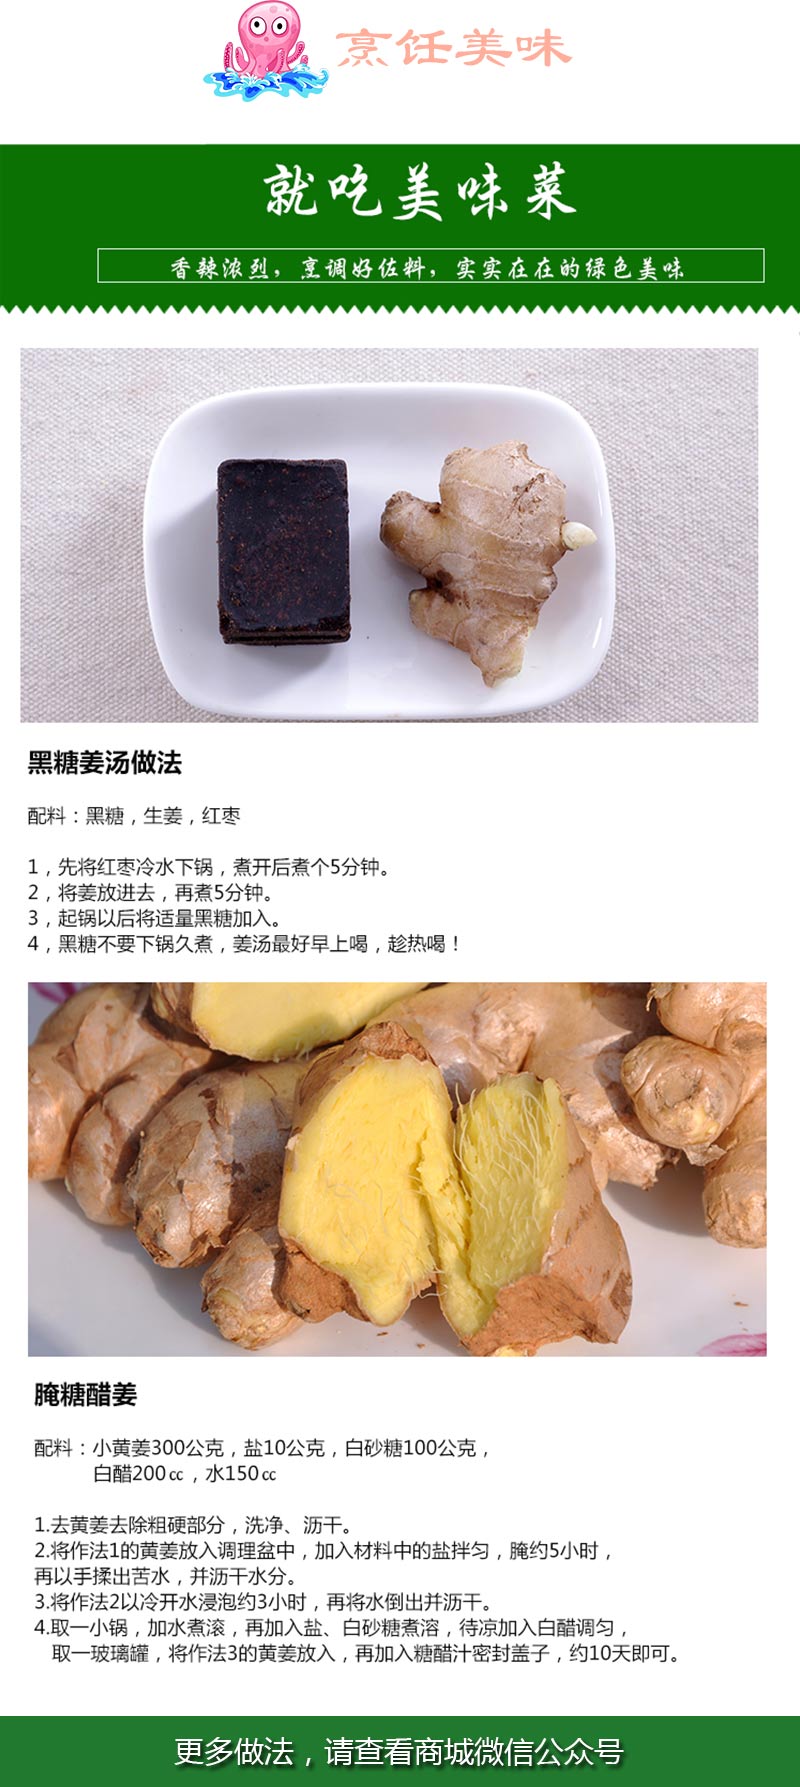 烹饪美味
就吃美味菜
香辣浓烈，烹调好佐料，实实在在的绿色美味
黑糖姜汤做法
配料：黑糖，生姜，红枣
1，先将红枣冷水下锅，煮开后煮个5分钟。
2，将姜放进去，再煮5分钟。
3，起锅以后将适量黑糖加入。
4，黑糖不要下锅久煮，姜汤最好早上喝，趁热喝！
腌糖醋姜
配料：小黄姜300公克，盐10公克，白砂糖100公克，
白醋200㏄，水150㏄
1.去黄姜去除粗硬部分，洗净、沥干。
2.将作法1的黄姜放入调理盆中，加入材料中的盐拌匀，腌约5小时，
再以手揉出苦水，并沥干水分。
3.将作法2以冷开水浸泡约3小时，再将水倒出并沥干。
4.取一小锅，加水煮滚，再加入盐、白砂糖煮溶，待凉加入白醋调匀，
取一玻璃罐，将作法3的黄姜放入，再加入糖醋汁密封盖子，约10天即可。
更多做法，请查看商城微信公众号